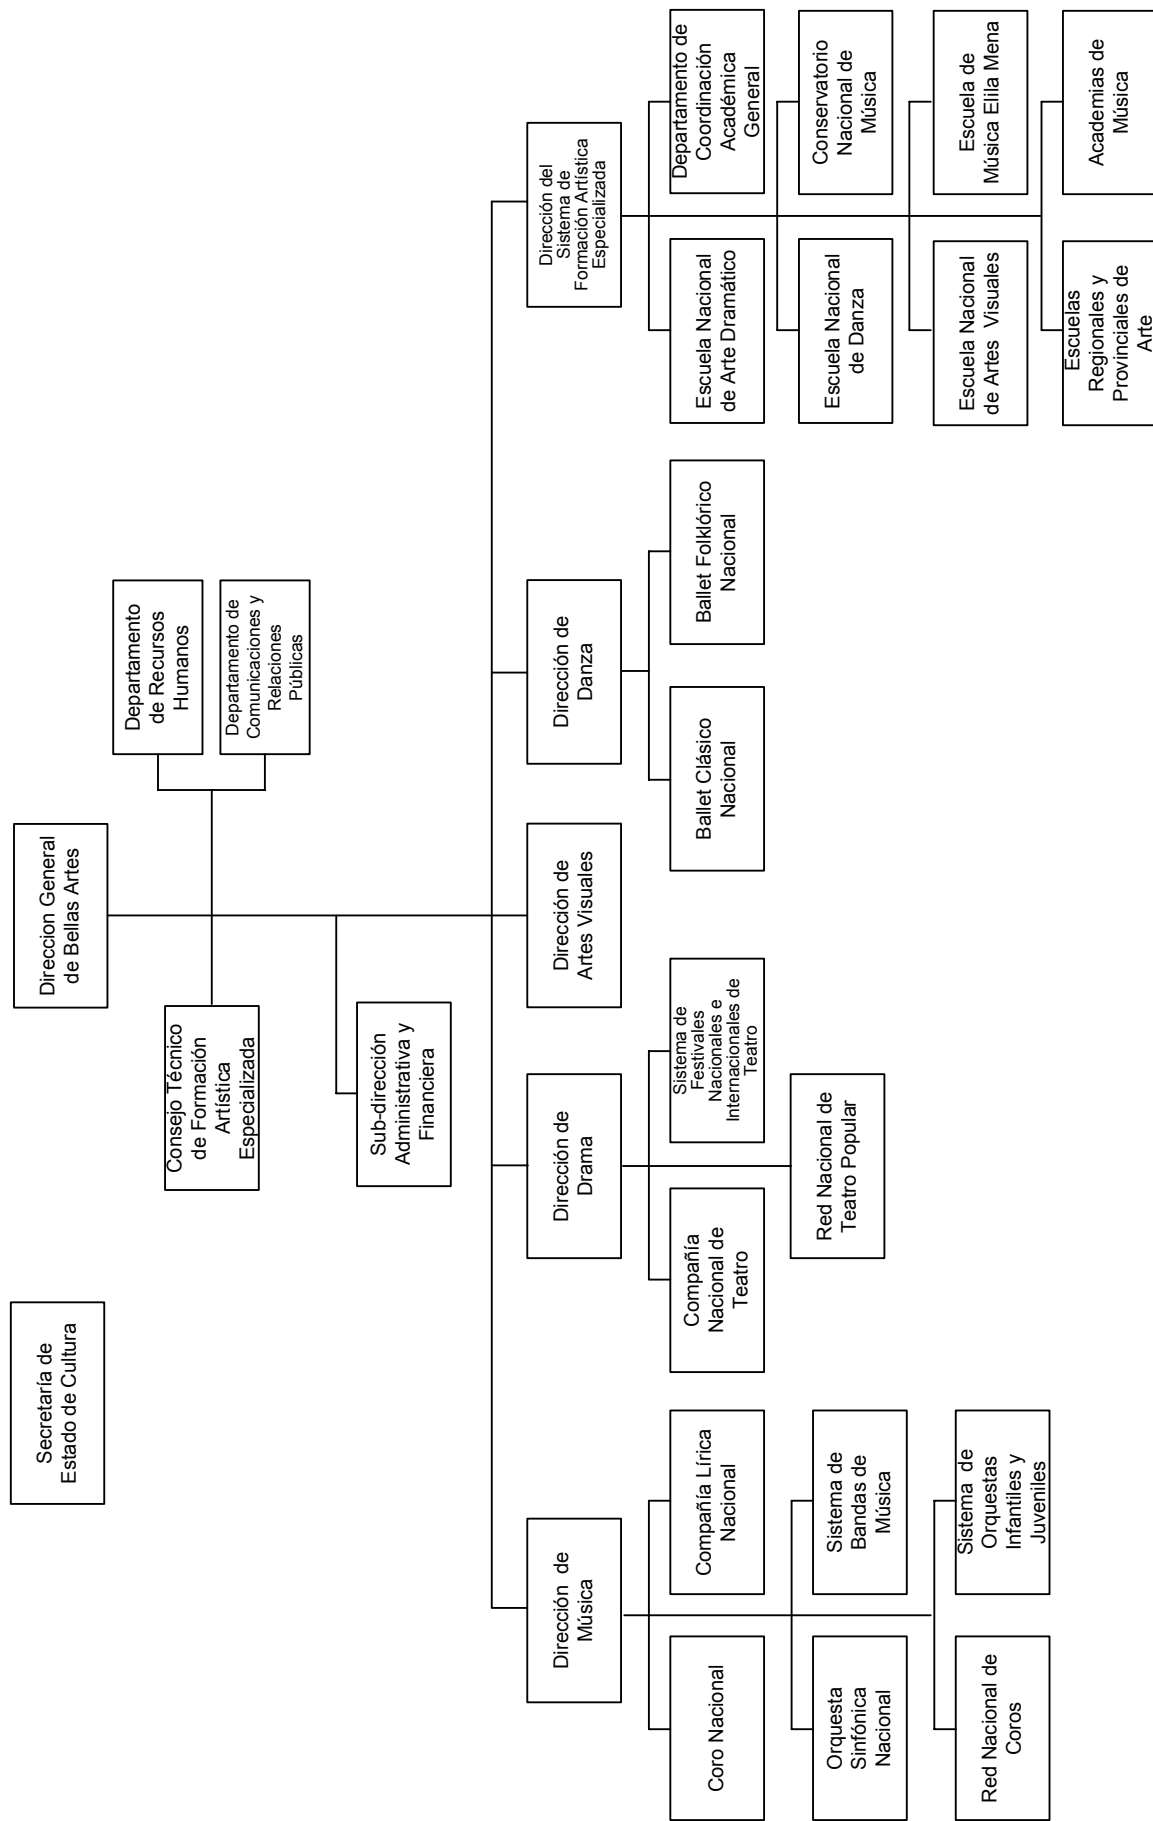 Secretaría de
Estado de Cultura
Direccion General
de Bellas Artes
Departamento
de Recursos
Humanos
Departamento de
Comunicaciones y
Relaciones
Públicas
Consejo Técnico
de Formación
Artística
Especializada
Sub-dirección
Administrativa y
Financiera
Dirección de
Música
Dirección de
Drama
Dirección de
Artes Visuales
Dirección de
Danza
Dirección del
Sistema de
Formación Artística
Especializada
Coro Nacional
Compañía Lírica
Nacional
Orquesta
Sinfónica
Nacional
Sistema de
Bandas de
Música
Red Nacional de
Coros
Sistema de
Orquestas
Infantiles y
Juveniles
Compañía
Nacional de
Teatro
Sistema de
Festivales
Nacionales e
Internacionales de
Teatro
Red Nacional de
Teatro Popular
Ballet Clásico
Nacional
Ballet Folklórico
Nacional
Escuela Nacional
de Arte Dramático
Departamento de
Coordinación
Académica
General
Escuela Nacional
de Danza
Conservatorio
Nacional de
Música
Escuela Nacional
de Artes Visuales
Escuela de
Música Elila Mena
Escuelas
Regionales y
Provinciales de
Arte
Academias de
Música